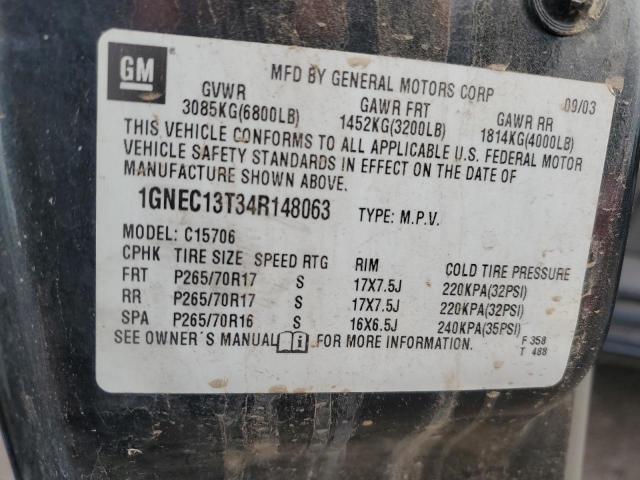 GM
MFD BY GENERAL MOTORS CORP 09/03
GVWR GAWR FRT GAWR RR
3085KG(6800LB) 1452KG(3200LB) 1814KG(4000LB)
THIS VEHICLE CONFORMS TO ALL APPLICABLE U.S. FEDERAL MOTOR
VEHICLE SAFETY STANDARDS IN EFFECT ON THE DATE OF
MANUFACTURE SHOWN ABOVE.
1GNEC13T34R148063 TYPE: M.P.V.
MODEL: C15706
CPHK TIRE SIZE SPEED RTG RIM COLD TIRE PRESSURE
FRT P265/70R17 S 17X7.5J 220KPA(32PSI)
RR P265/70R17 S 17X7.5J 220KPA(32PSI)
SPA P265/70R16 S 16X6.5J 240KPA(35PSI)
SEE OWNER´S MANUAL i FOR MORE INFORMATION.
F 358
T 488